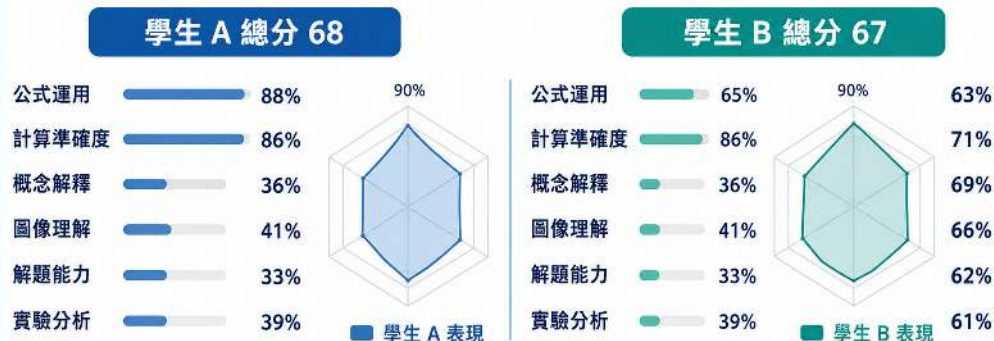 學生 A 總分 68
公式運用 88%
計算準確度 86%
概念解釋 36%
圖像理解 41%
解題能力 33%
實驗分析 39%
90%
學生 A 表現
學生 B 總分 67
公式運用 65%
計算準確度 86%
概念解釋 36%
圖像理解 41%
解題能力 33%
實驗分析 39%
90%
學生 B 表現
63%
71%
69%
66%
62%
61%